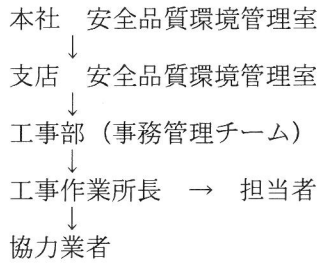 本社　安全品質環境管理室
↓
支店　安全品質環境管理室
↓
工事部（事務管理チーム）
↓
工事作業所長　→　担当者
↓
協力業者